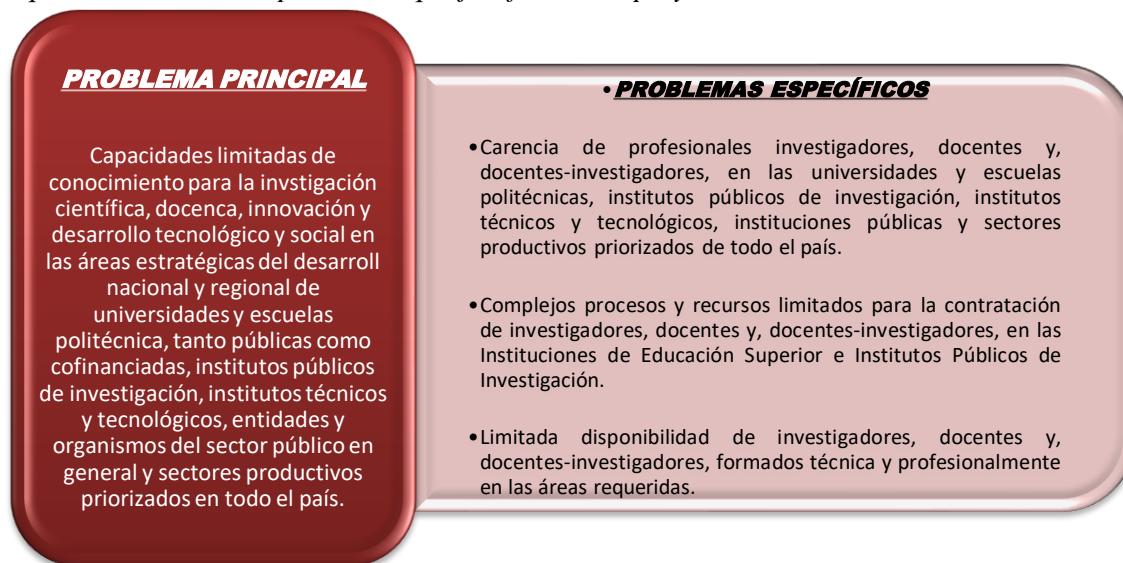 PROBLEMA PRINCIPAL
Capacidades limitadas de
conocimiento para la invstigación
científica, docenca, innovación y
desarrollo tecnológico y social en
las áreas estratégicas del desarroll
nacional y regional de
universidades y escuelas
politécnica, tanto públicas como
cofinanciadas, institutos públicos
de investigación, institutos técnicos
y tecnológicos, entidades y
organismos del sector público en
general y sectores productivos
priorizados en todo el país.
•PROBLEMAS ESPECÍFICOS
•Carencia de profesionales investigadores, docentes y,
docentes-investigadores, en las universidades y escuelas
politécnicas, institutos públicos de investigación, institutos
técnicos y tecnológicos, instituciones públicas y sectores
productivos priorizados de todo el país.
•Complejos procesos y recursos limitados para la contratación
de investigadores, docentes y, docentes-investigadores, en las
Instituciones de Educación Superior e Institutos Públicos de
Investigación.
•Limitada disponibilidad de investigadores, docentes y,
docentes-investigadores, formados técnica y profesionalmente
en las áreas requeridas.